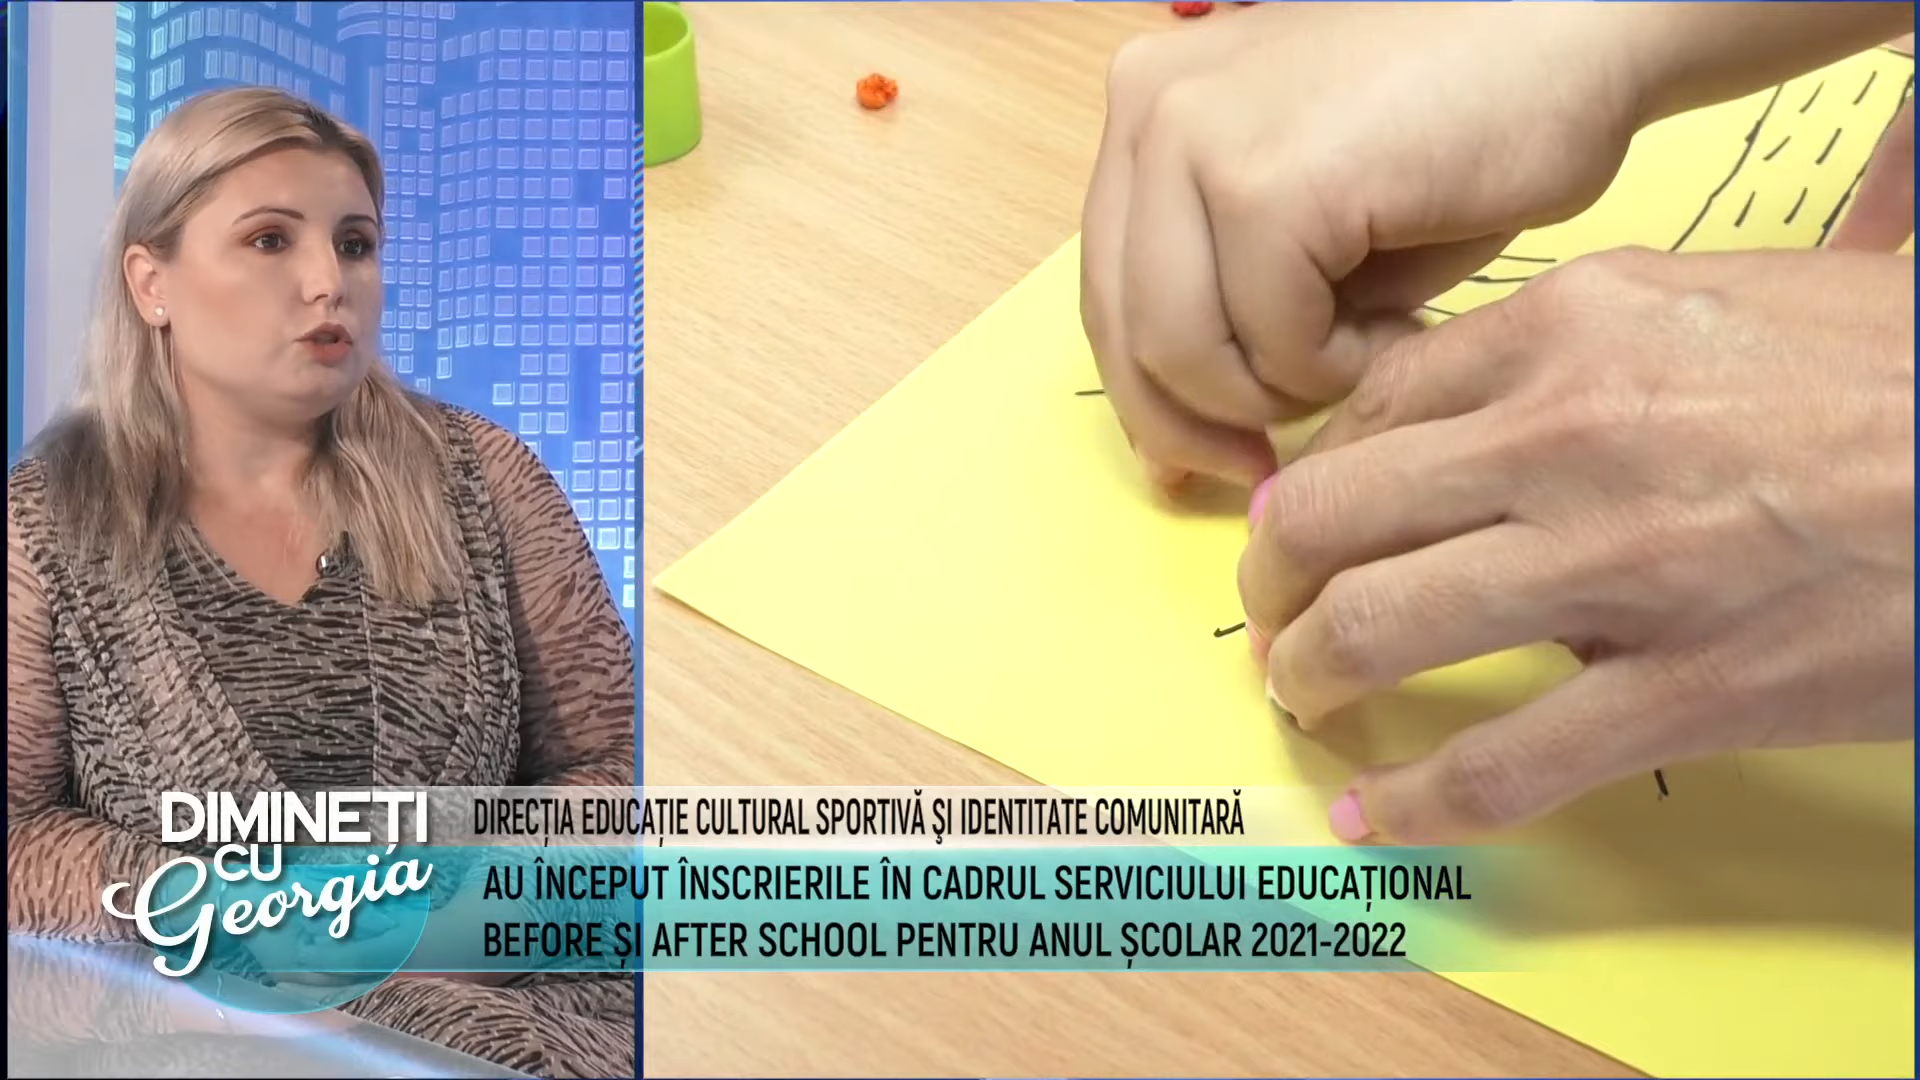 DIMINEȚI
CU
Georgia
DIRECȚIA EDUCAȚIE CULTURAL SPORTIVĂ ŞI IDENTITATE COMUNITARĂ
AU ÎNCEPUT ÎNSCRIERILE ÎN CADRUL SERVICIULUI EDUCAȚIONAL
BEFORE ȘI AFTER SCHOOL PENTRU ANUL ȘCOLAR 2021-2022